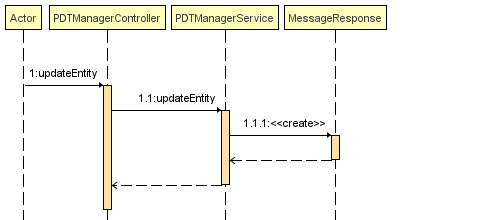 Actor
PDTManagerController
PDTManagerService
MessageResponse
1:updateEntity
1.1:updateEntity
1.1.1:<<create>>